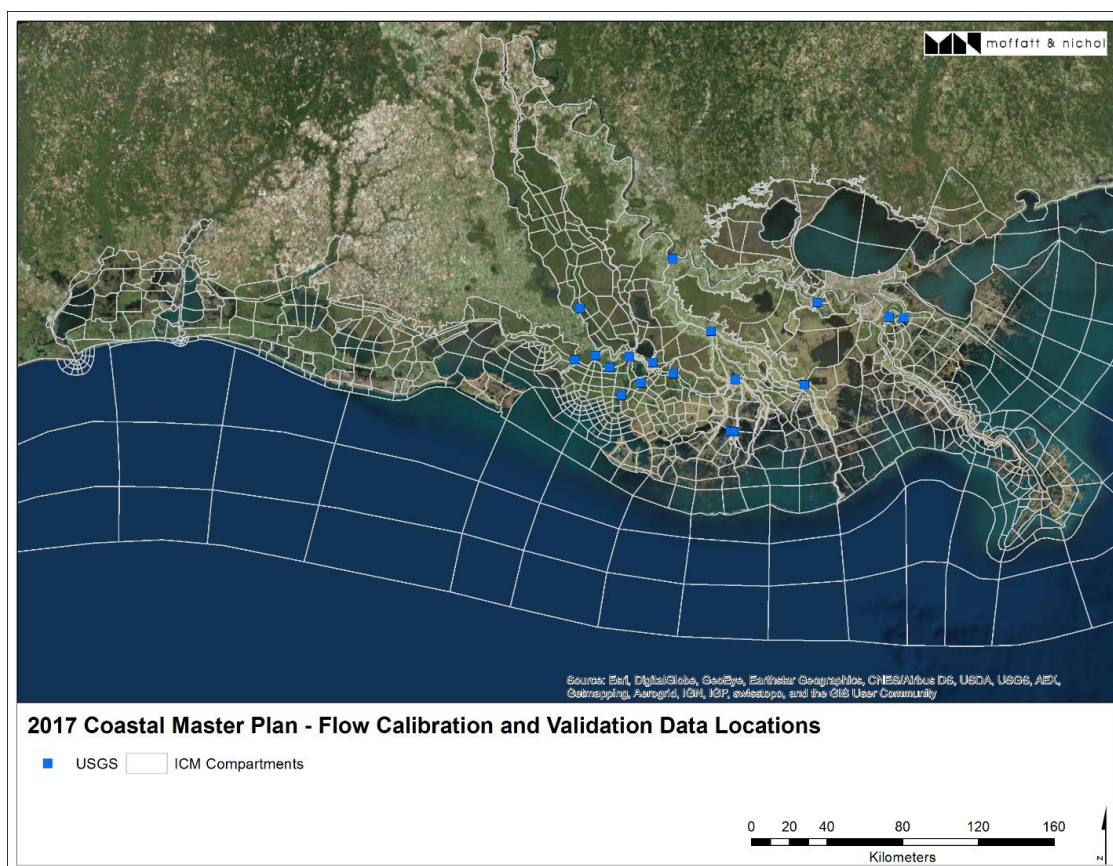 moffatt & nichol
Source: Esri, DigitalGlobe, GeoEye, Earthstar Geographics, CNES/Airbus DS, USDA, USGS, AEX,
Getmapping, Aerogrid, IGN, IGP, swisstopo, and the GIS User Community
2017 Coastal Master Plan - Flow Calibration and Validation Data Locations
USGS ICM Compartments
0 20 40 80 120 160
Kilometers
N